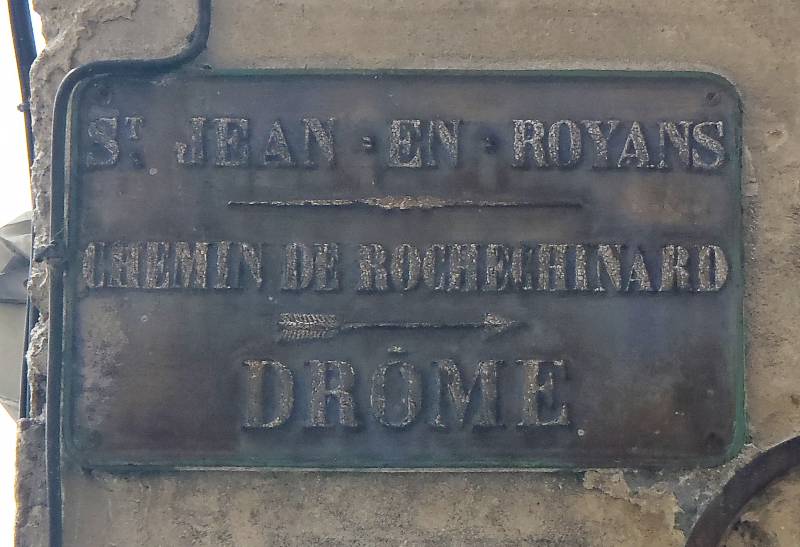 ST JEAN - EN - ROYANS
CHEMIN DE ROCHECHINARD
DRÔME